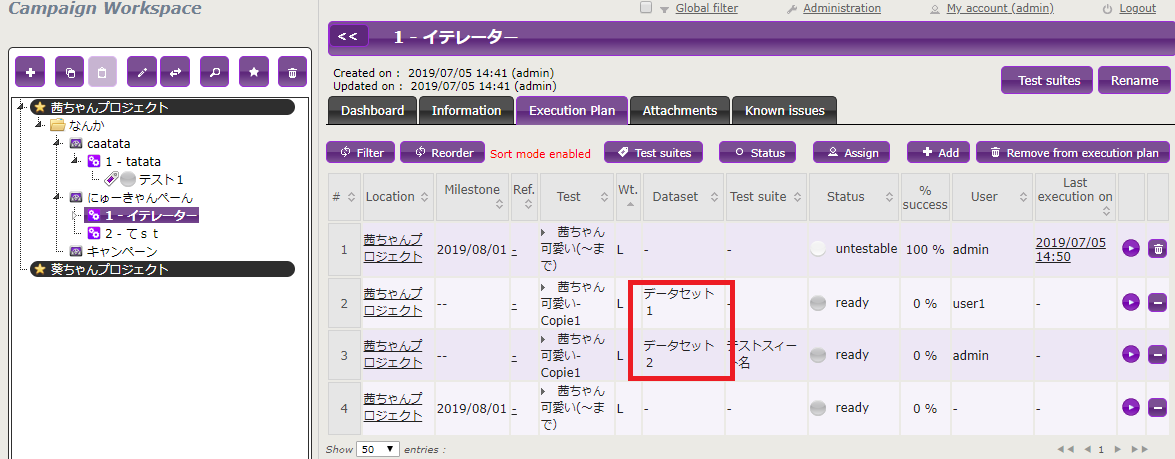 Campaign Workspace
Global filter
Administration
My account (admin)
Logout
<< 1 - イテレーター
Created on : 2019/07/05 14:41 (admin)
Updated on : 2019/07/05 14:41 (admin)
Test suites
Rename
Dashboard
Information
Execution Plan
Attachments
Known issues
茜ちゃんプロジェクト
なんか
caatata
1 - tatata
テスト1
にゅーきゃんぺーん
1 - イテレーター
2 - てｓｔ
キャンペーン
葵ちゃんプロジェクト
Filter
Reorder
Sort mode enabled
Test suites
Status
Assign
Add
Remove from execution plan
# Location Milestone Ref. Test Wt. Dataset Test suite Status % success User Last execution on
1 茜ちゃんプ
ロジェクト 2019/08/01 - 茜ちゃん
可愛い(～ま
で) L - - untestable 100 % admin 2019/07/05
14:50
2 茜ちゃんプ
ロジェクト -- - 茜ちゃん
可愛い-
Copie1 L データセット
1 - ready 0 % user1 -
3 茜ちゃんプ
ロジェクト -- - 茜ちゃん
可愛い-
Copie1 L データセット
2 テストスィー
名 ready 0 % admin -
4 茜ちゃんプ
ロジェクト 2019/08/01 - 茜ちゃん
可愛い(～ま
で) L - - ready 0 % - -
Show 50 entries :
1